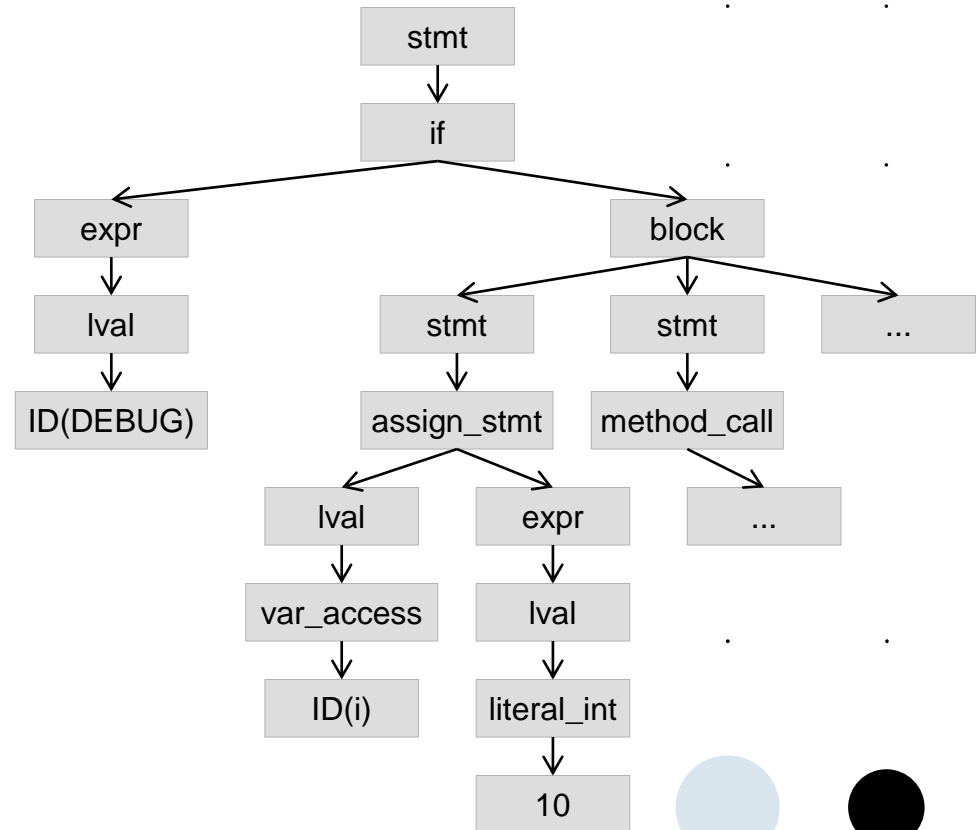 stmt
if
expr
block
lval
stmt
stmt
...
ID(DEBUG)
assign_stmt
method_call
lval
expr
...
var_access
lval
ID(i)
literal_int
10